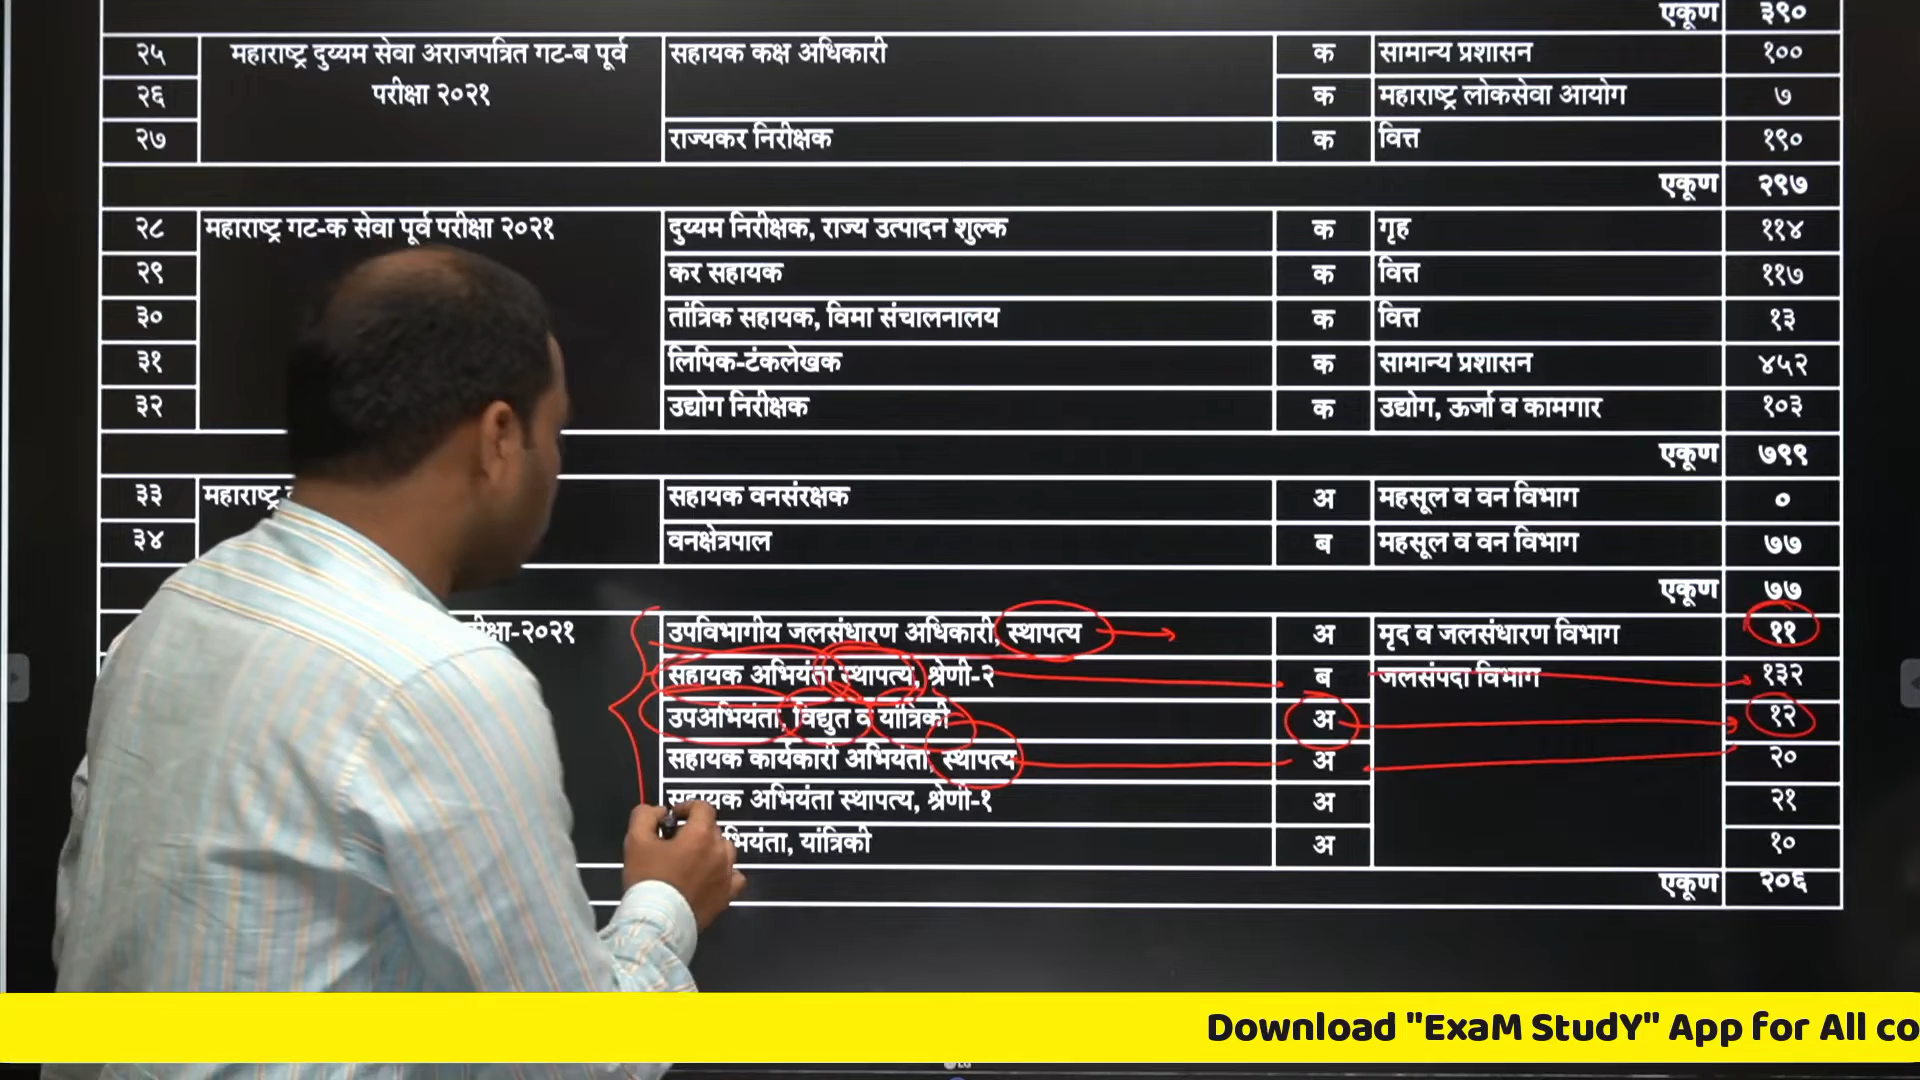 एकूण ३९०
२५ महाराष्ट्र दुय्यम सेवा अराजपत्रित गट-ब पूर्व सहायक कक्ष अधिकारी क सामान्य प्रशासन १००
२६ परीक्षा २०२१ क महाराष्ट्र लोकसेवा आयोग ७
२७ राज्यकर निरीक्षक क वित्त १९०
एकूण २९७
२८ महाराष्ट्र गट-क सेवा पूर्व परीक्षा २०२१ दुय्यम निरीक्षक, राज्य उत्पादन शुल्क क गृह ११४
२९ कर सहायक क वित्त ११७
३० तांत्रिक सहायक, विमा संचालनालय क वित्त १३
३१ लिपिक-टंकलेखक क सामान्य प्रशासन ४५२
३२ उद्योग निरीक्षक क उद्योग, ऊर्जा व कामगार १०३
एकूण ७९९
३३ महाराष्ट्र सहायक वनसंरक्षक अ महसूल व वन विभाग ०
३४ वनक्षेत्रपाल ब महसूल व वन विभाग ७७
एकूण ७७
क्षा-२०२१ उपविभागीय जलसंधारण अधिकारी, स्थापत्य अ मृद व जलसंधारण विभाग ११
सहायक अभियंता स्थापत्य, श्रेणी-२ ब जलसंपदा विभाग १३२
उपअभियंता, विद्युत व यांत्रिकी अ १२
सहायक कार्यकारी अभियंता, स्थापत्य अ २०
सहायक अभियंता स्थापत्य, श्रेणी-१ अ २१
भियंता, यांत्रिकी अ १०
एकूण २०६
Download "ExaM StudY" App for All co